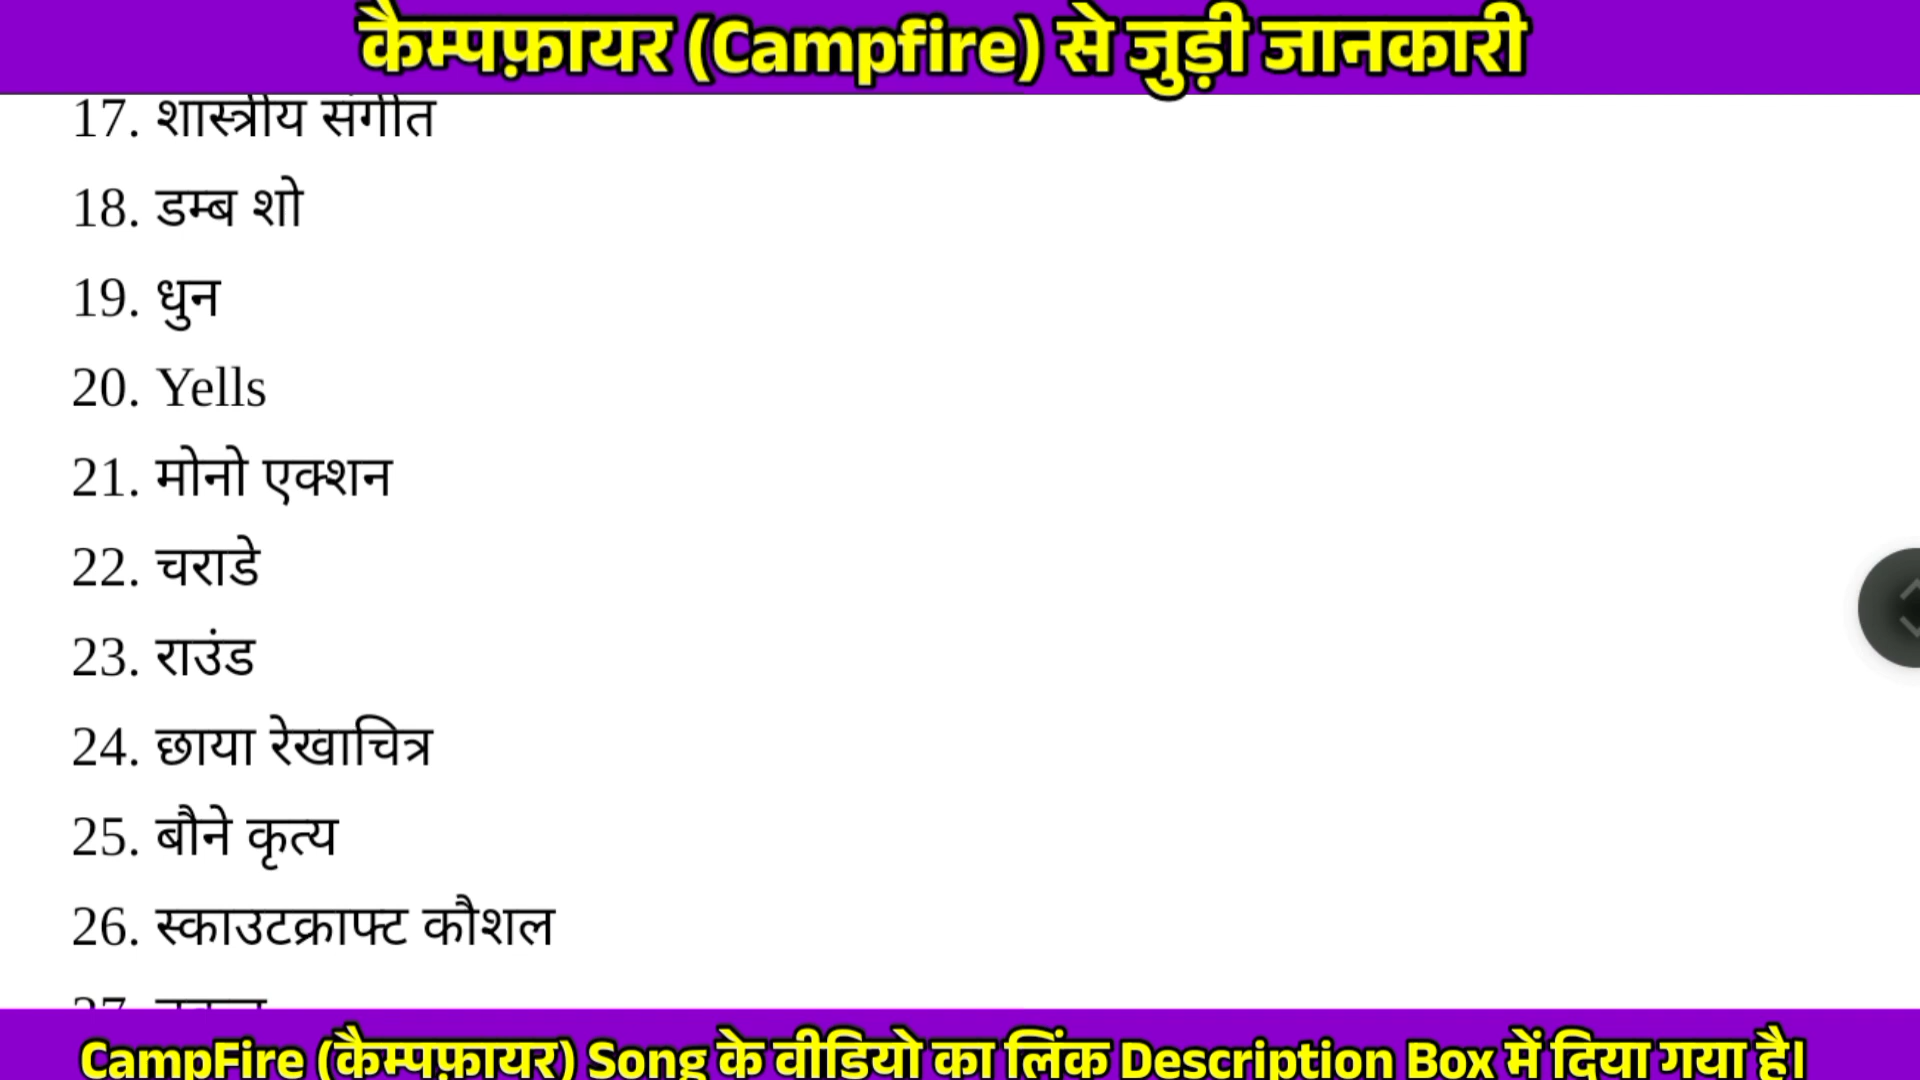 कैम्पफ़ायर (Campfire) से जुड़ी जानकारी
17. शास्त्रीय संगीत
18. डम्ब शो
19. धुन
20. Yells
21. मोनो एक्शन
22. चराडे
23. राउंड
24. छाया रेखाचित्र
25. बौने कृत्य
26. स्काउटक्राफ्ट कौशल
27.
CampFire (कैम्पफ़ायर) Song के वीडियो का लिंक Description Box में दिया गया है।